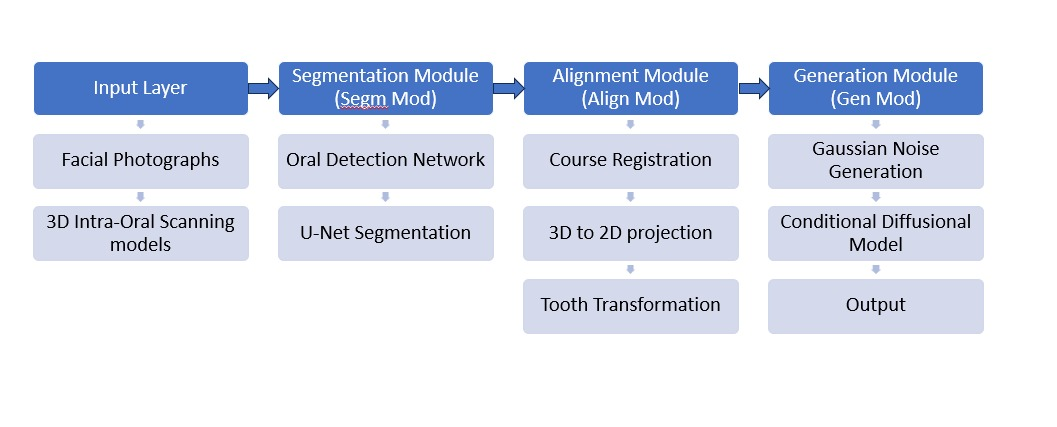 Input Layer
Facial Photographs
3D Intra-Oral Scanning
models
Segmentation Module
(Segm Mod)
Oral Detection Network
U-Net Segmentation
Alignment Module
(Align Mod)
Course Registration
3D to 2D projection
Tooth Transformation
Generation Module
(Gen Mod)
Gaussian Noise
Generation
Conditional Diffusional
Model
Output